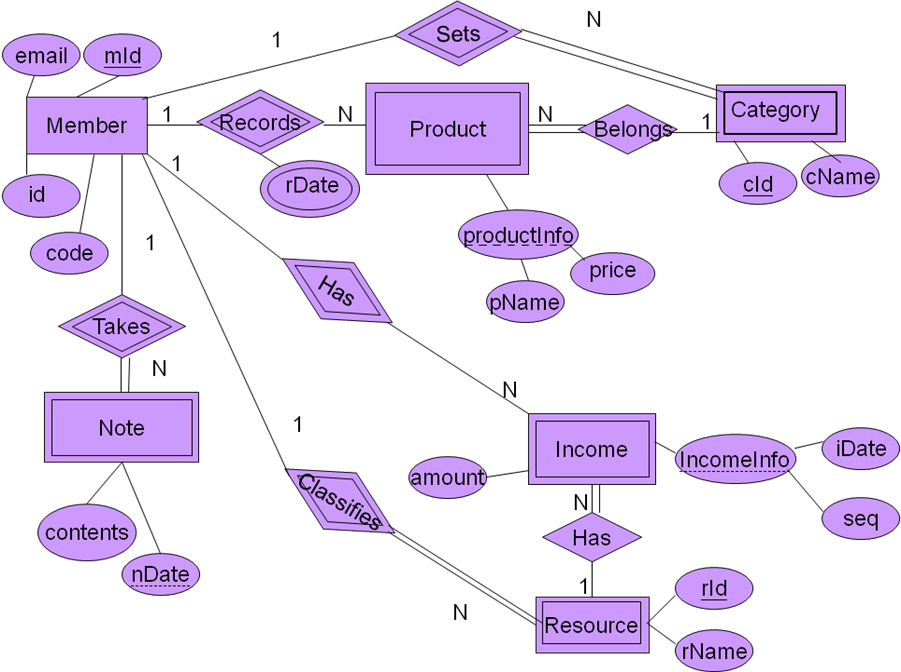 N
Sets
1
email
mId
Category
1
N
N
1
Member
Records
Product
Belongs
1
cName
rDate
cId
id
productInfo
1
code
price
Has
pName
Takes
N
N
Note
1
Income
iDate
IncomeInfo
amount
Classifies
N
seq
contents
Has
nDate
1
rId
N
Resource
rName